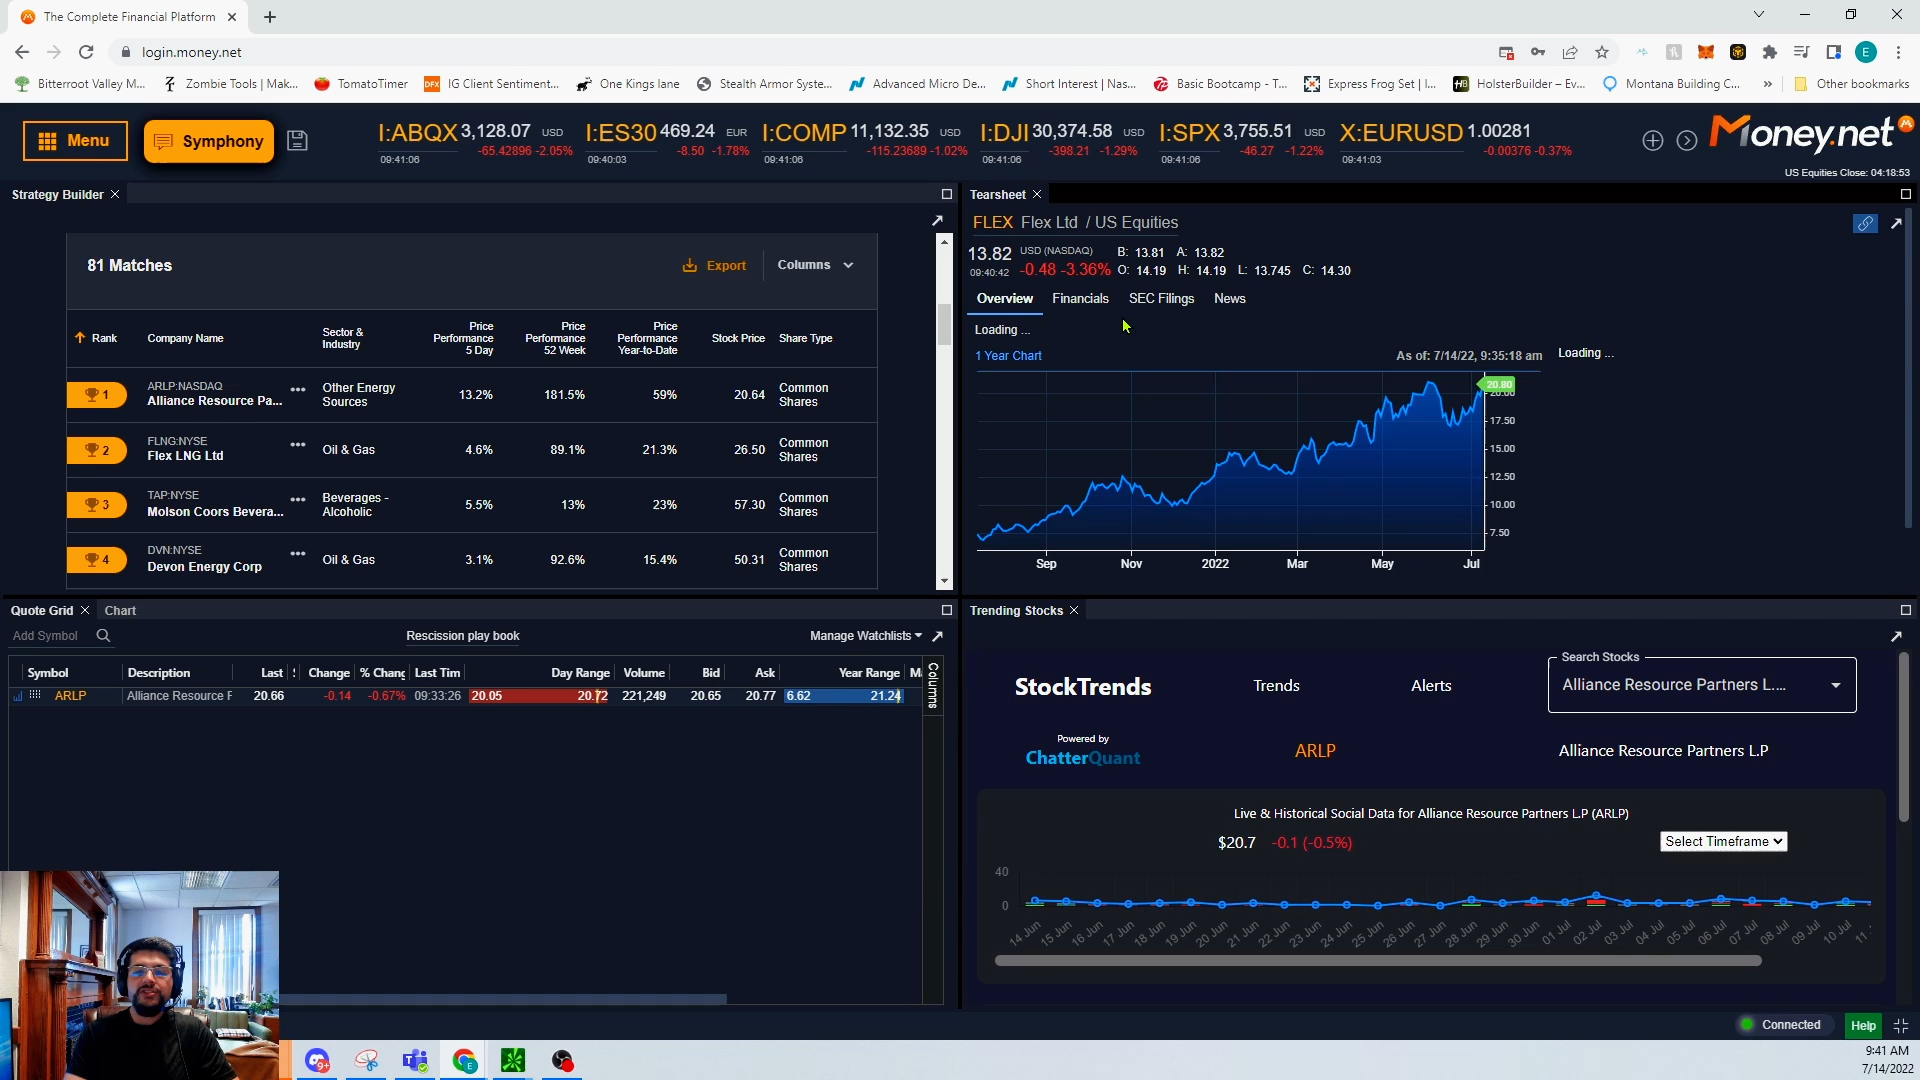 The Complete Financial Platform
login.money.net
E
Bitterroot Valley M...
Zombie Tools | Mak...
TomatoTimer
DFX IG Client Sentiment...
One Kings lane
Stealth Armor Syste...
Advanced Micro De...
Short Interest | Nas...
Basic Bootcamp - T...
Express Frog Set | I...
HB HolsterBuilder – Ev...
Montana Building C...
»
Other bookmarks
Menu
Symphony
I:ABQX 3,128.07 USD
09:41:06 -65.42896 -2.05%
I:ES30 469.24 EUR
09:40:03 -8.50 -1.78%
I:COMP 11,132.35 USD
09:41:06 -115.23689 -1.02%
I:DJI 30,374.58 USD
09:41:06 -398.21 -1.29%
I:SPX 3,755.51 USD
09:41:06 -46.27 -1.22%
X:EURUSD 1.00281
09:41:03 -0.00376 -0.37%
Money.net
US Equities Close: 04:18:53
Strategy Builder
81 Matches
Export
Columns
Rank
Company Name
Sector &
Industry
Price
Performance
5 Day
Price
Performance
52 Week
Price
Performance
Year-to-Date
Stock Price
Share Type
1
ARLP:NASDAQ
Alliance Resource Pa...
Other Energy
Sources
13.2% 181.5% 59% 20.64
Common
Shares
2
FLNG:NYSE
Flex LNG Ltd
Oil & Gas
4.6% 89.1% 21.3% 26.50
Common
Shares
3
TAP:NYSE
Molson Coors Bevera...
Beverages -
Alcoholic
5.5% 13% 23% 57.30
Common
Shares
4
DVN:NYSE
Devon Energy Corp
Oil & Gas
3.1% 92.6% 15.4% 50.31
Common
Shares
Tearsheet
FLEX Flex Ltd / US Equities
13.82 USD (NASDAQ) B: 13.81 A: 13.82
09:40:42 -0.48 -3.36% O: 14.19 H: 14.19 L: 13.745 C: 14.30
Overview Financials SEC Filings News
Loading ...
1 Year Chart
As of: 7/14/22, 9:35:18 am
Loading ...
20.80
20.00
17.50
15.00
12.50
10.00
7.50
Sep Nov 2022 Mar May Jul
Quote Grid
Chart
Add Symbol
Rescission play book
Manage Watchlists
Symbol Description Last Change % Chang Last Tim Day Range Volume Bid Ask Year Range
Columns
ARLP Alliance Resource F 20.66 -0.14 -0.67% 09:33:26 20.05 20.72 221,249 20.65 20.77 6.62 21.24
Trending Stocks
StockTrends
Trends
Alerts
Search Stocks
Alliance Resource Partners L....
Powered by
ChatterQuant
ARLP
Alliance Resource Partners L.P
Live & Historical Social Data for Alliance Resource Partners L.P (ARLP)
$20.7 -0.1 (-0.5%)
Select Timeframe
40
0
14 Jun 15 Jun 16 Jun 17 Jun 18 Jun 19 Jun 20 Jun 21 Jun 22 Jun 23 Jun 24 Jun 25 Jun 26 Jun 27 Jun 28 Jun 29 Jun 30 Jun 01 Jul 02 Jul 03 Jul 04 Jul 05 Jul 06 Jul 07 Jul 08 Jul 09 Jul 10 Jul
Connected
Help
9+
9:41 AM
7/14/2022